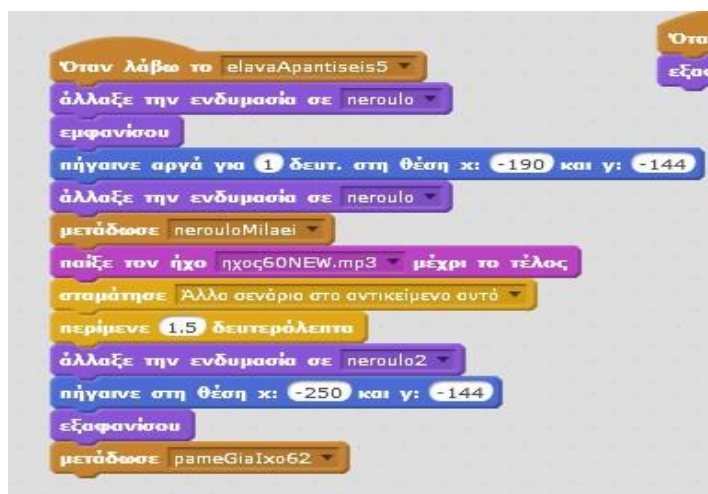 Όταν λάβω το elavaApantiseis5
άλλαξε την ενδυμασία σε neroulo
εμφανίσου
πήγαινε αργά για 1 δευτ. στη θέση x: -190 και y: -144
άλλαξε την ενδυμασία σε neroulo
μετάδωσε nerouloMilaei
παίξε τον ήχο ηχος60NEW.mp3 μέχρι το τέλος
σταμάτησε Άλλα σενάρια στο αντικείμενο αυτό
περίμενε 1.5 δευτερόλεπτα
άλλαξε την ενδυμασία σε neroulo2
πήγαινε στη θέση x: -250 και y: -144
εξαφανίσου
μετάδωσε pameGiaIxo62